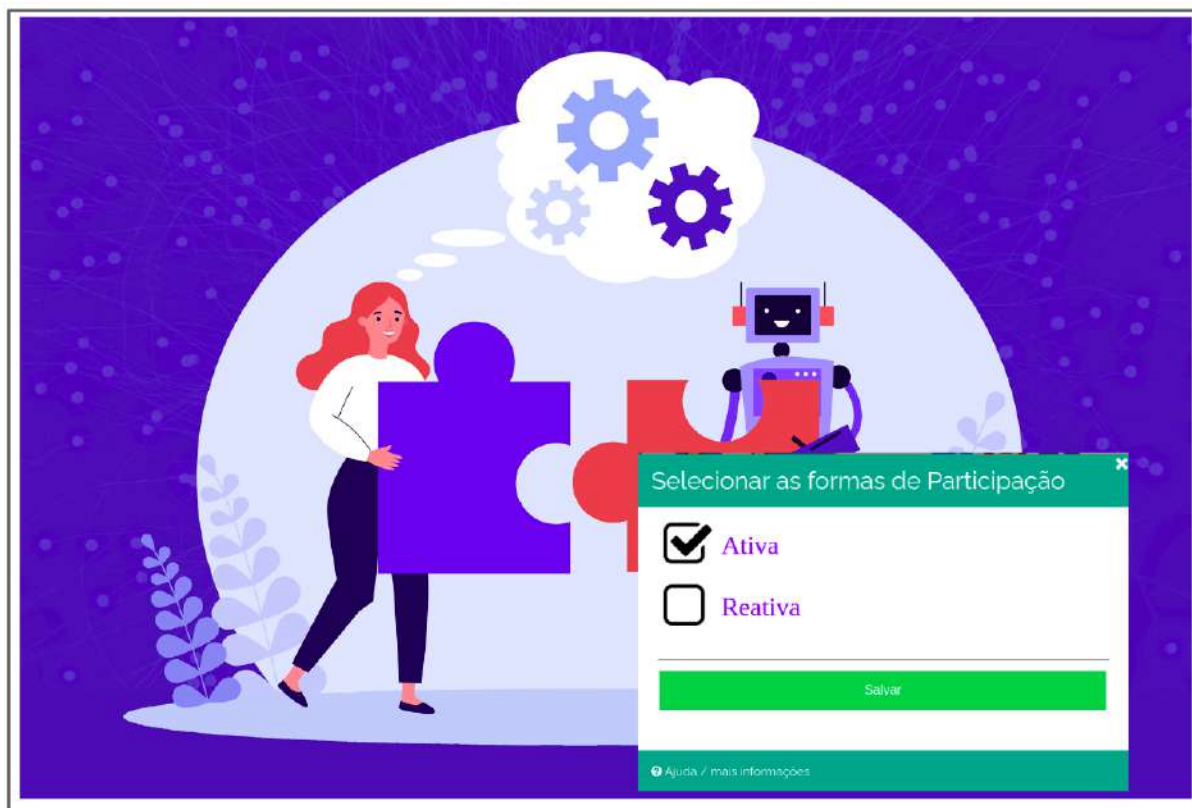 Selecionar as formas de Participação
Ativa
Reativa
Salvar
Ajuda / mais informações